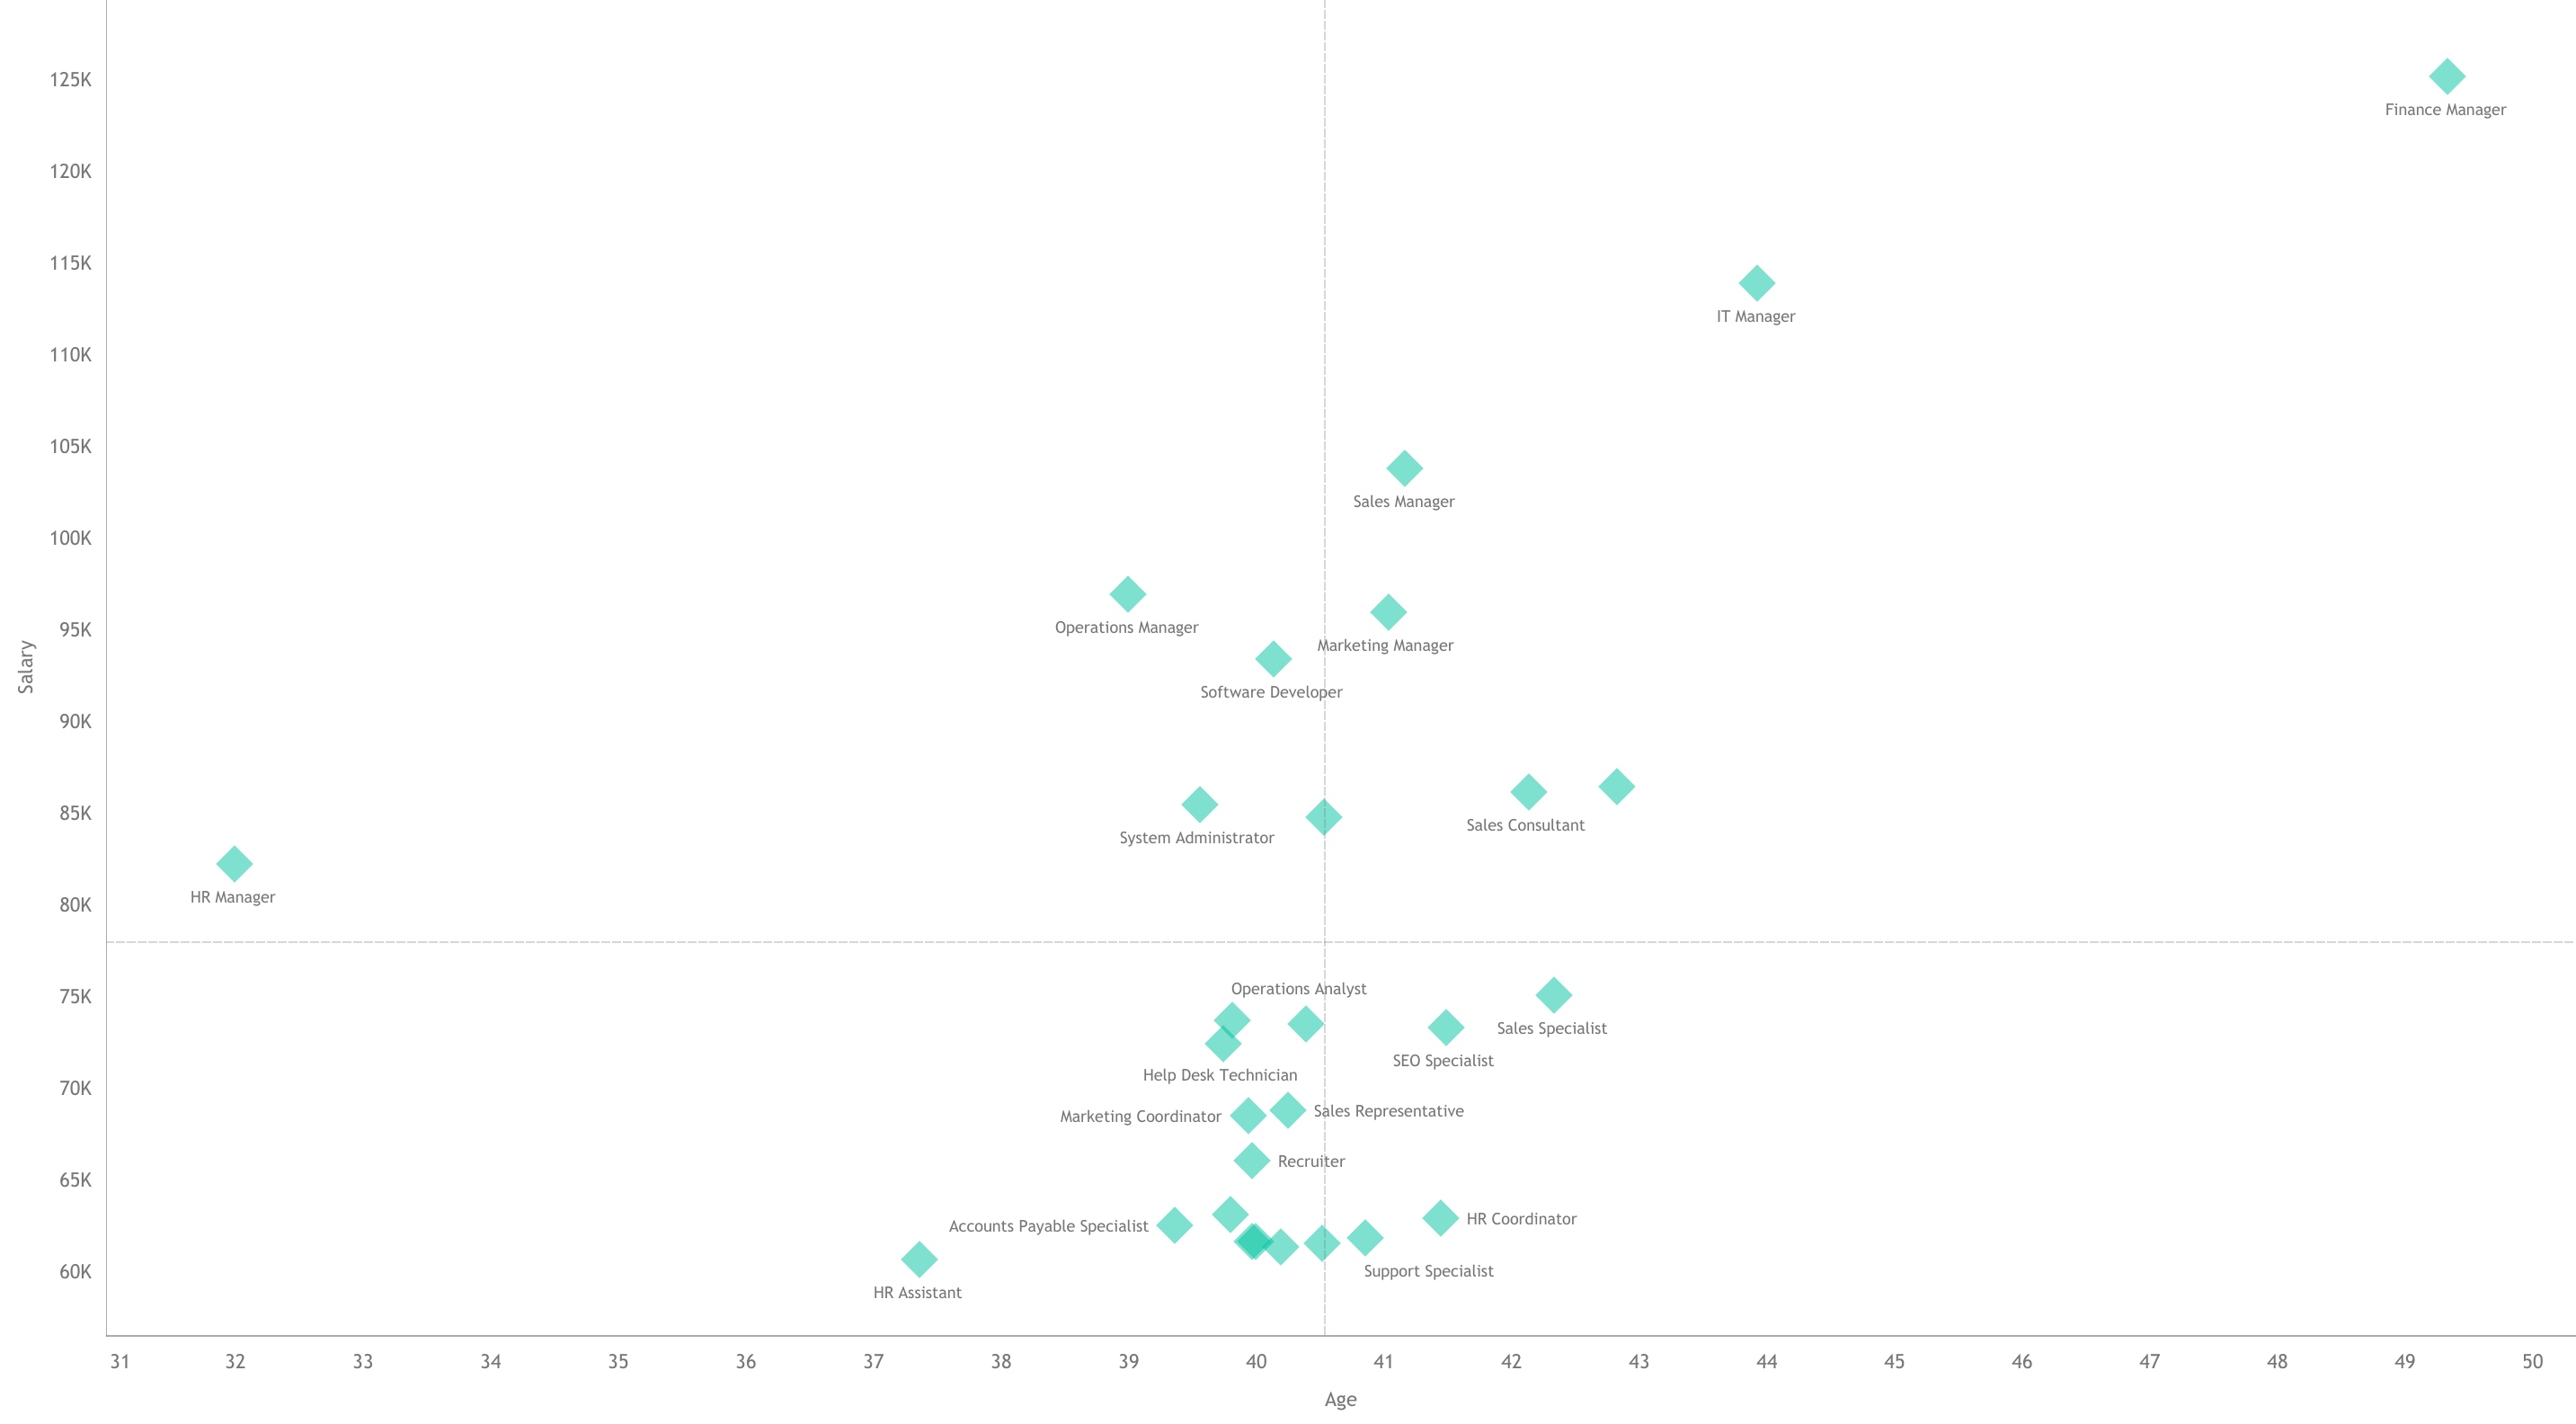 125K
Finance Manager
120K
115K
IT Manager
110K
105K
Sales Manager
100K
Operations Manager
95K
Marketing Manager
Software Developer
90K
85K
Sales Consultant
System Administrator
HR Manager
80K
Salary
Operations Analyst
75K
Sales Specialist
SEO Specialist
Help Desk Technician
70K
Marketing Coordinator
Sales Representative
Recruiter
65K
HR Coordinator
Accounts Payable Specialist
60K
Support Specialist
HR Assistant
31 32 33 34 35 36 37 38 39 40 41 42 43 44 45 46 47 48 49 50
Age